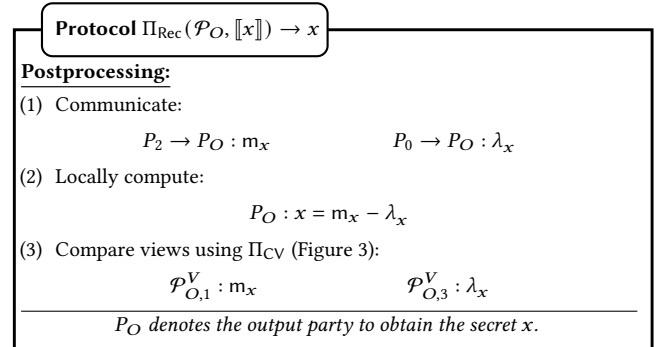 Protocol Π_Rec(𝒫_O, ⟦x⟧) → x
Postprocessing:
(1) Communicate:
P_2 → P_O : m_x P_0 → P_O : λ_x
(2) Locally compute:
P_O : x = m_x − λ_x
(3) Compare views using Π_CV (Figure 3):
𝒫^V_{O,1} : m_x 𝒫^V_{O,3} : λ_x
P_O denotes the output party to obtain the secret x.